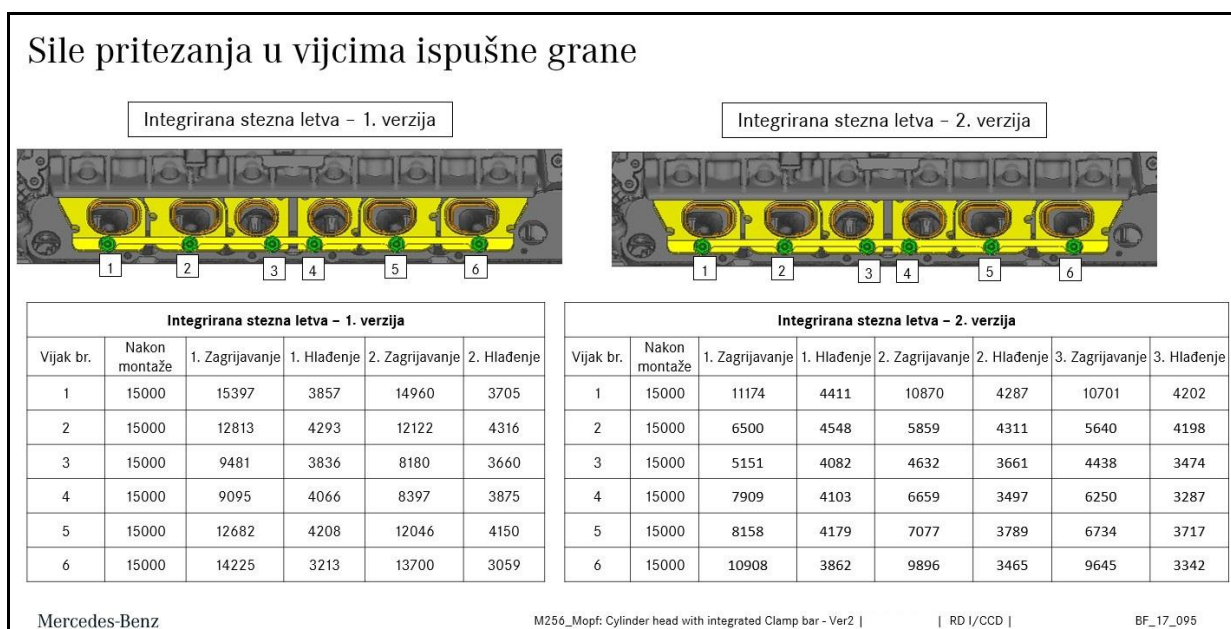 Sile pritezanja u vijcima ispušne grane
Integrirana stezna letva – 1. verzija
1 2 3 4 5 6
Integrirana stezna letva – 2. verzija
1 2 3 4 5 6
Integrirana stezna letva – 1. verzija
Vijak br. Nakon montaže 1. Zagrijavanje 1. Hlađenje 2. Zagrijavanje 2. Hlađenje
1 15000 15397 3857 14960 3705
2 15000 12813 4293 12122 4316
3 15000 9481 3836 8180 3660
4 15000 9095 4066 8397 3875
5 15000 12682 4208 12046 4150
6 15000 14225 3213 13700 3059
Integrirana stezna letva – 2. verzija
Vijak br. Nakon montaže 1. Zagrijavanje 1. Hlađenje 2. Zagrijavanje 2. Hlađenje 3. Zagrijavanje 3. Hlađenje
1 15000 11174 4411 10870 4287 10701 4202
2 15000 6500 4548 5859 4311 5640 4198
3 15000 5151 4082 4632 3661 4438 3474
4 15000 7909 4103 6659 3497 6250 3287
5 15000 8158 4179 7077 3789 6734 3717
6 15000 10908 3862 9896 3465 9645 3342
Mercedes-Benz
M256_Mopf: Cylinder head with integrated Clamp bar - Ver2 | | RD I/CCD | BF_17_095